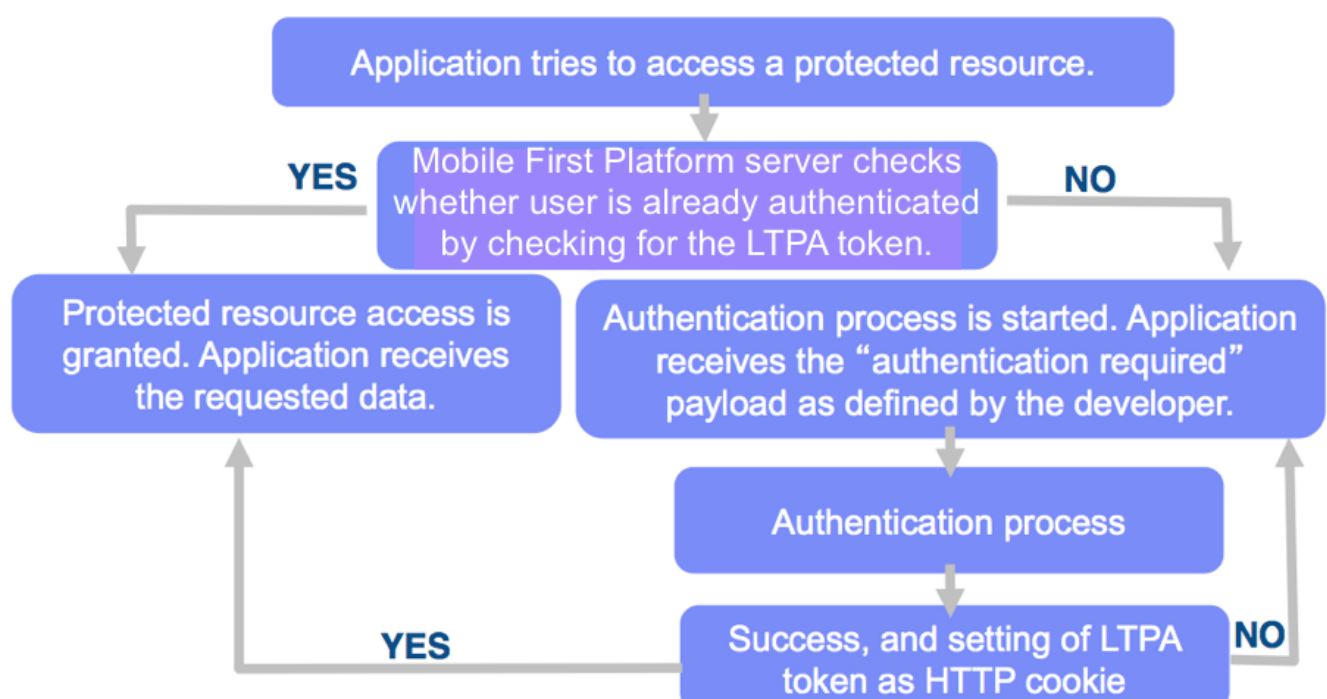 Application tries to access a protected resource.
YES
Mobile First Platform server checks
whether user is already authenticated
by checking for the LTPA token.
NO
Protected resource access is
granted. Application receives
the requested data.
Authentication process is started. Application
receives the “authentication required”
payload as defined by the developer.
Authentication process
YES
Success, and setting of LTPA
token as HTTP cookie
NO